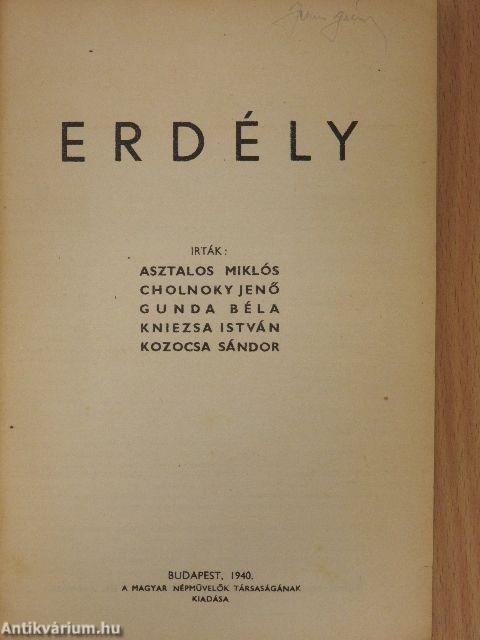 ERDÉLY
IRTÁK:
ASZTALOS MIKLÓS
CHOLNOKY JENŐ
GUNDA BÉLA
KNIEZSA ISTVÁN
KOZOCSA SÁNDOR
BUDAPEST, 1940.
A MAGYAR NÉPMŰVELŐK TÁRSASÁGÁNAK
KIADÁSA
Antikvárium.hu